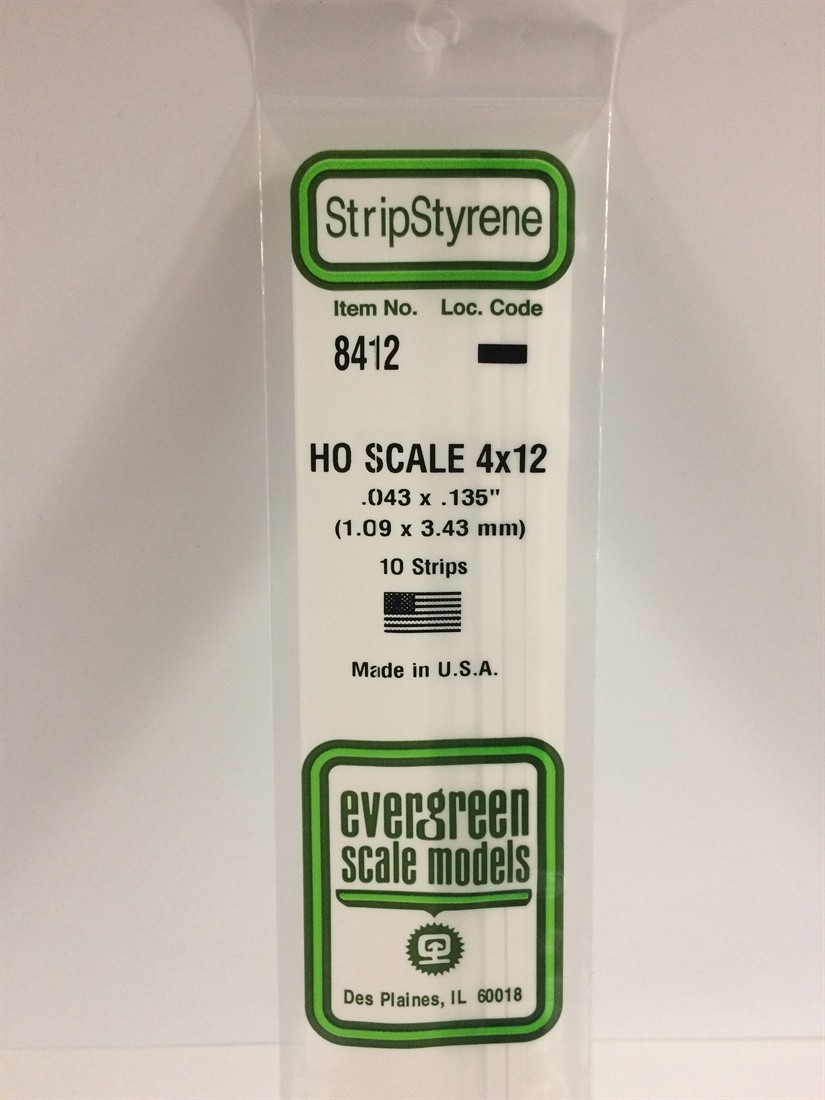 StripStyrene
Item No. Loc. Code
8412
HO SCALE 4x12
.043 x .135"
(1.09 x 3.43 mm)
10 Strips
Made in U.S.A.
evergreen
scale models
Des Plaines, IL 60018